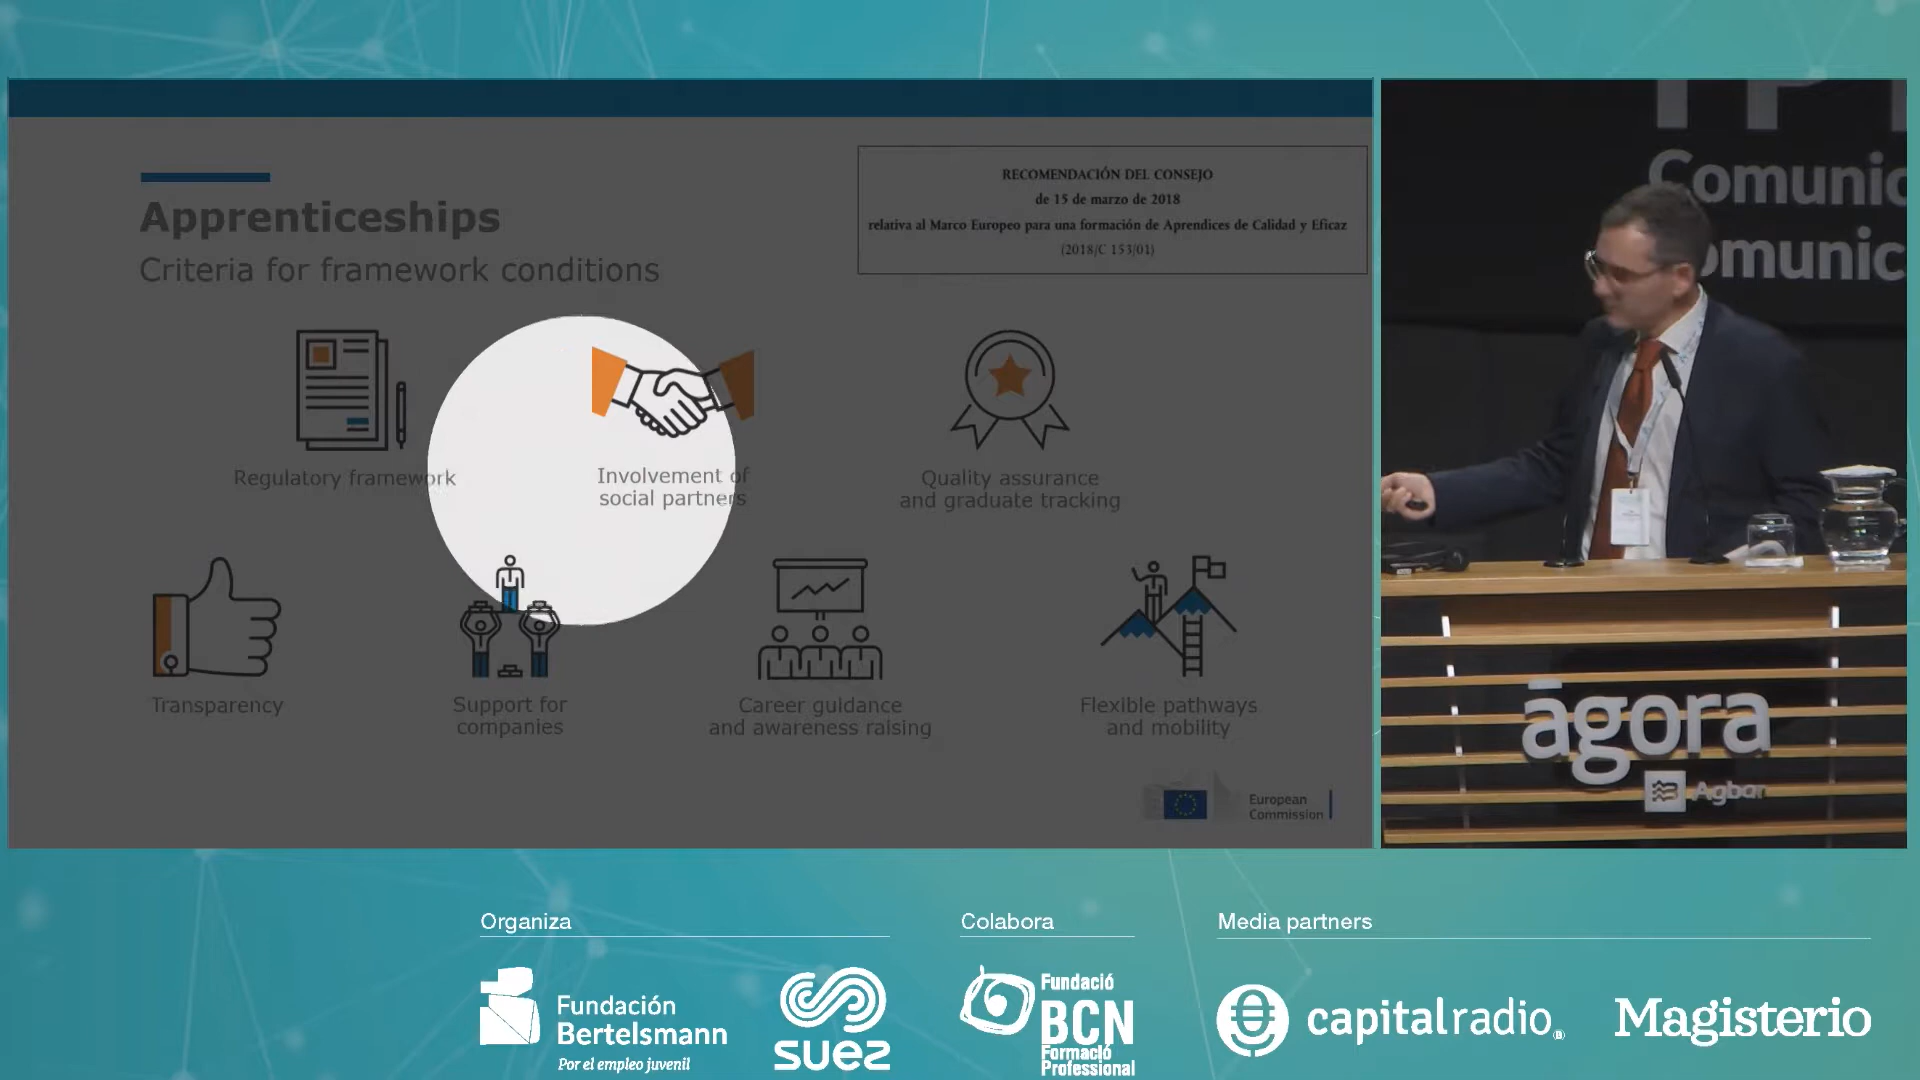 Apprenticeships
Criteria for framework conditions
RECOMENDACIÓN DEL CONSEJO
de 15 de marzo de 2018
relativa al Marco Europeo para una formación de Aprendices de Calidad y Eficaz
(2018/C 153/01)
Regulatory framework
Involvement of
social partners
Quality assurance
and graduate tracking
Transparency
Support for
companies
Career guidance
and awareness raising
Flexible pathways
and mobility
European
Commission
Comunic
omunic
āgora
Agbar
Organiza
Colabora
Media partners
Fundación
Bertelsmann
Por el empleo juvenil
suez
Fundació
BCN
Formació
Professional
capitalradio
Magisterio